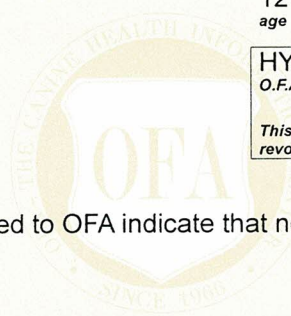 12
age
HY
O.F.A
This
revo
THE CANINE HEALTH INFO
OFA
ed to OFA indicate that n
SINCE 1966